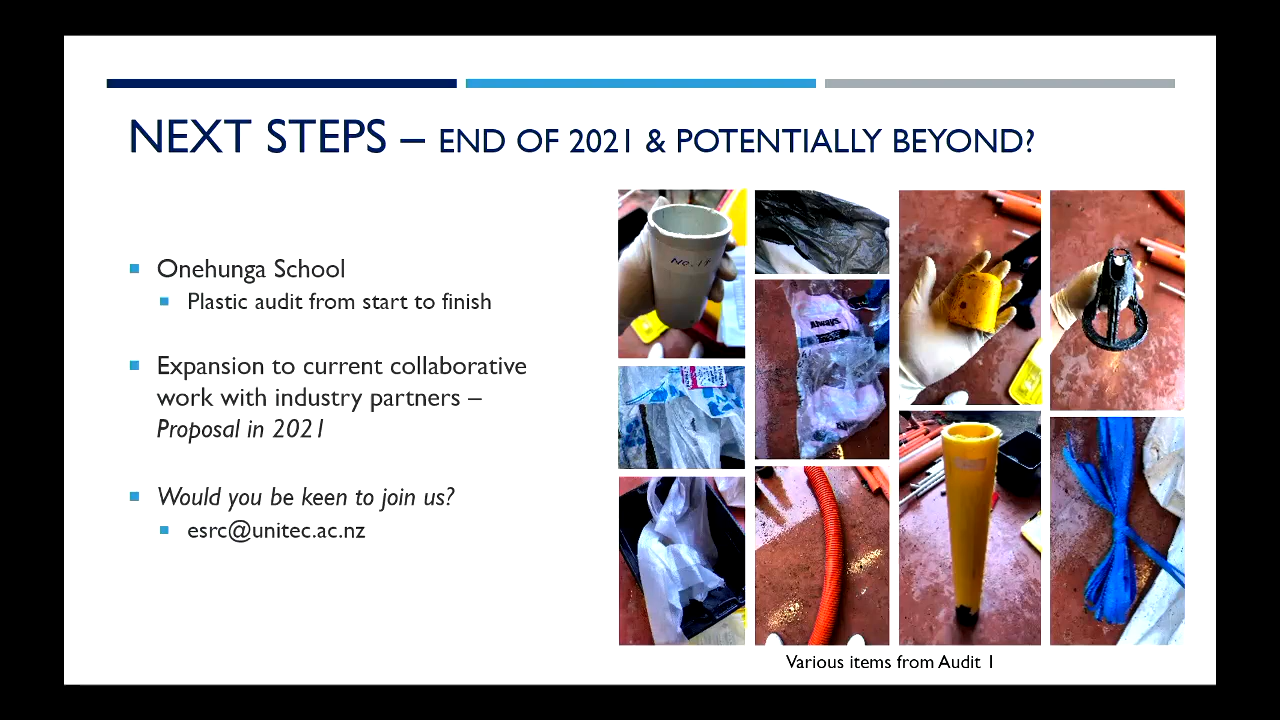 NEXT STEPS – END OF 2021 & POTENTIALLY BEYOND?
Onehunga School
Plastic audit from start to finish
Expansion to current collaborative
work with industry partners –
Proposal in 2021
Would you be keen to join us?
esrc@unitec.ac.nz
No. 14
Always
Various items from Audit 1